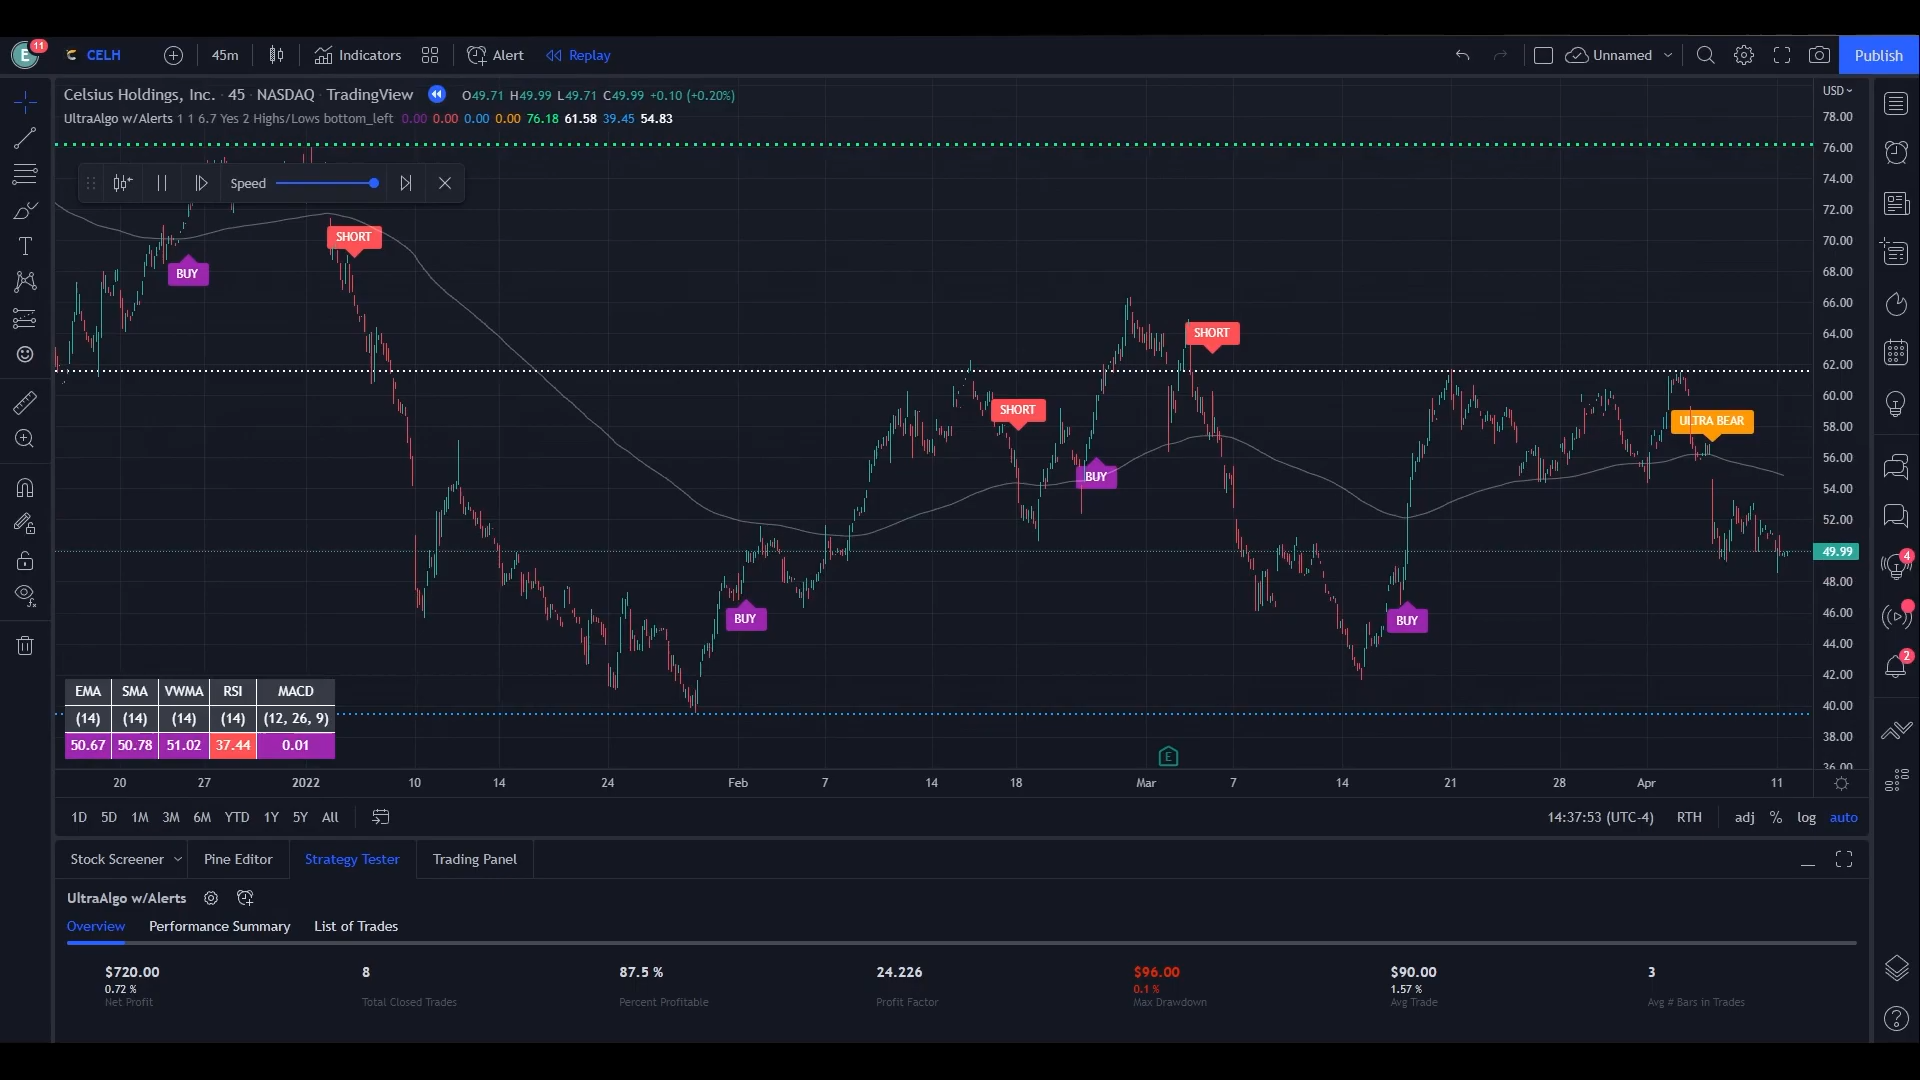 E 11 CELH 45m Indicators Alert Replay Unnamed Publish
Celsius Holdings, Inc. · 45 · NASDAQ · TradingView O49.71 H49.99 L49.71 C49.99 +0.10 (+0.20%)
UltraAlgo w/Alerts 1 1 6.7 Yes 2 Highs/Lows bottom_left 0.00 0.00 0.00 0.00 76.18 61.58 39.45 54.83
Speed
USD
78.00
76.00
74.00
72.00
70.00
68.00
66.00
64.00
62.00
60.00
58.00
56.00
54.00
52.00
49.99
48.00
46.00
44.00
42.00
40.00
38.00
36.00
SHORT
BUY
SHORT
SHORT
ULTRA BEAR
BUY
BUY
BUY
EMA SMA VWMA RSI MACD
(14) (14) (14) (14) (12, 26, 9)
50.67 50.78 51.02 37.44 0.01
E
20 27 2022 10 14 24 Feb 7 14 18 Mar 7 14 21 28 Apr 11
1D 5D 1M 3M 6M YTD 1Y 5Y All 14:37:53 (UTC-4) RTH adj % log auto
4
2
Stock Screener Pine Editor Strategy Tester Trading Panel
UltraAlgo w/Alerts
Overview Performance Summary List of Trades
$720.00 8 87.5 % 24.226 $96.00 $90.00 3
0.72 % 0.1 % 1.57 %
Net Profit Total Closed Trades Percent Profitable Profit Factor Max Drawdown Avg Trade Avg # Bars in Trades